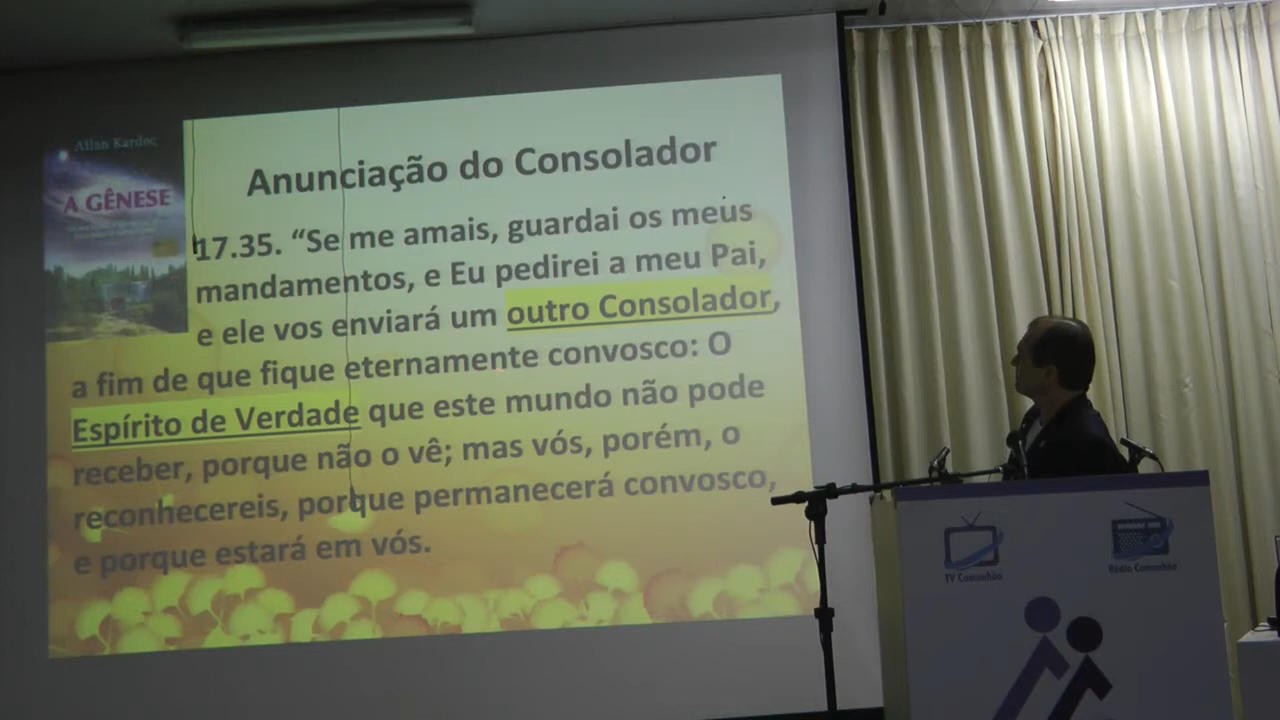 Allan Kardec
A GÊNESE
Anunciação do Consolador
17.35. “Se me amais, guardai os meus
mandamentos, e Eu pedirei a meu Pai,
e ele vos enviará um outro Consolador,
a fim de que fique eternamente convosco: O
Espírito de Verdade que este mundo não pode
receber, porque não o vê; mas vós, porém, o
reconhecereis, porque permanecerá convosco,
e porque estará em vós.
TV Comunhão
Rádio Comunhão